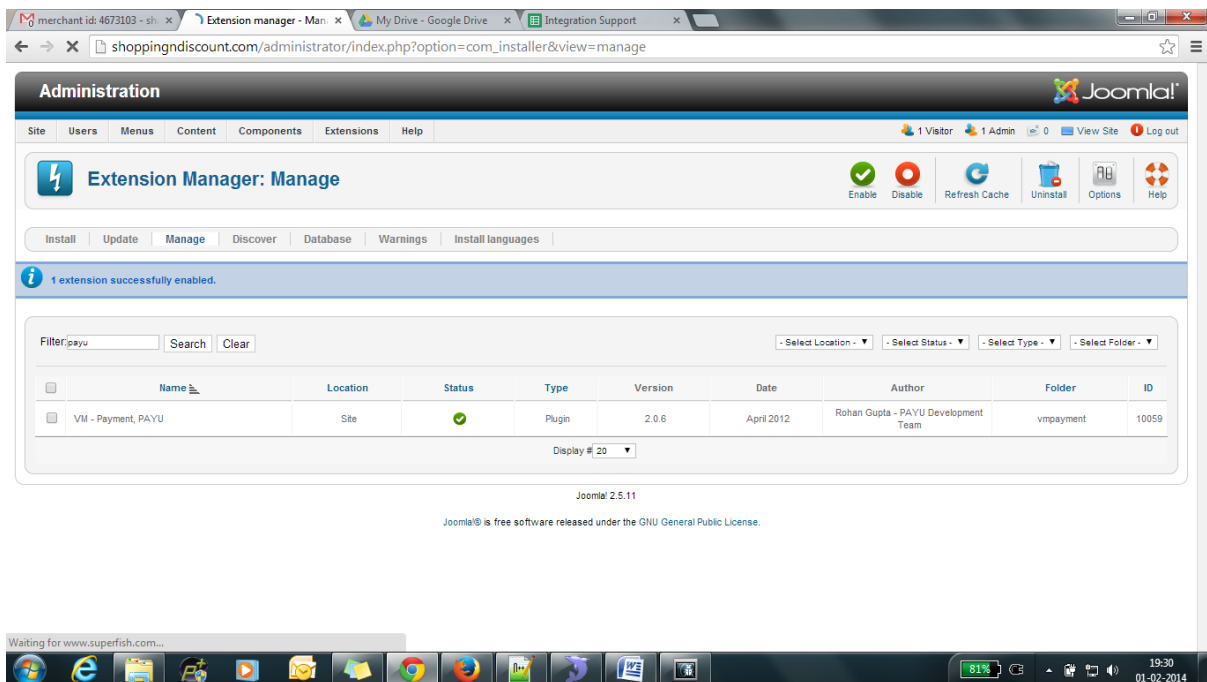 merchant id: 4673103 - sh
Extension manager - Man
My Drive - Google Drive
Integration Support
shoppingndiscount.com/administrator/index.php?option=com_installer&view=manage
Administration
Joomla!
Site Users Menus Content Components Extensions Help
1 Visitor 1 Admin 0 View Site Log out
Extension Manager: Manage
Enable Disable Refresh Cache Uninstall Options Help
Install Update Manage Discover Database Warnings Install languages
1 extension successfully enabled.
Filter: payu Search Clear
- Select Location - - Select Status - - Select Type - - Select Folder -
Name Location Status Type Version Date Author Folder ID
VM - Payment, PAYU Site Plugin 2.0.6 April 2012 Rohan Gupta - PAYU Development Team vmpayment 10059
Display # 20
Joomla! 2.5.11
Joomla!® is free software released under the GNU General Public License.
Waiting for www.superfish.com...
81%
19:30
01-02-2014